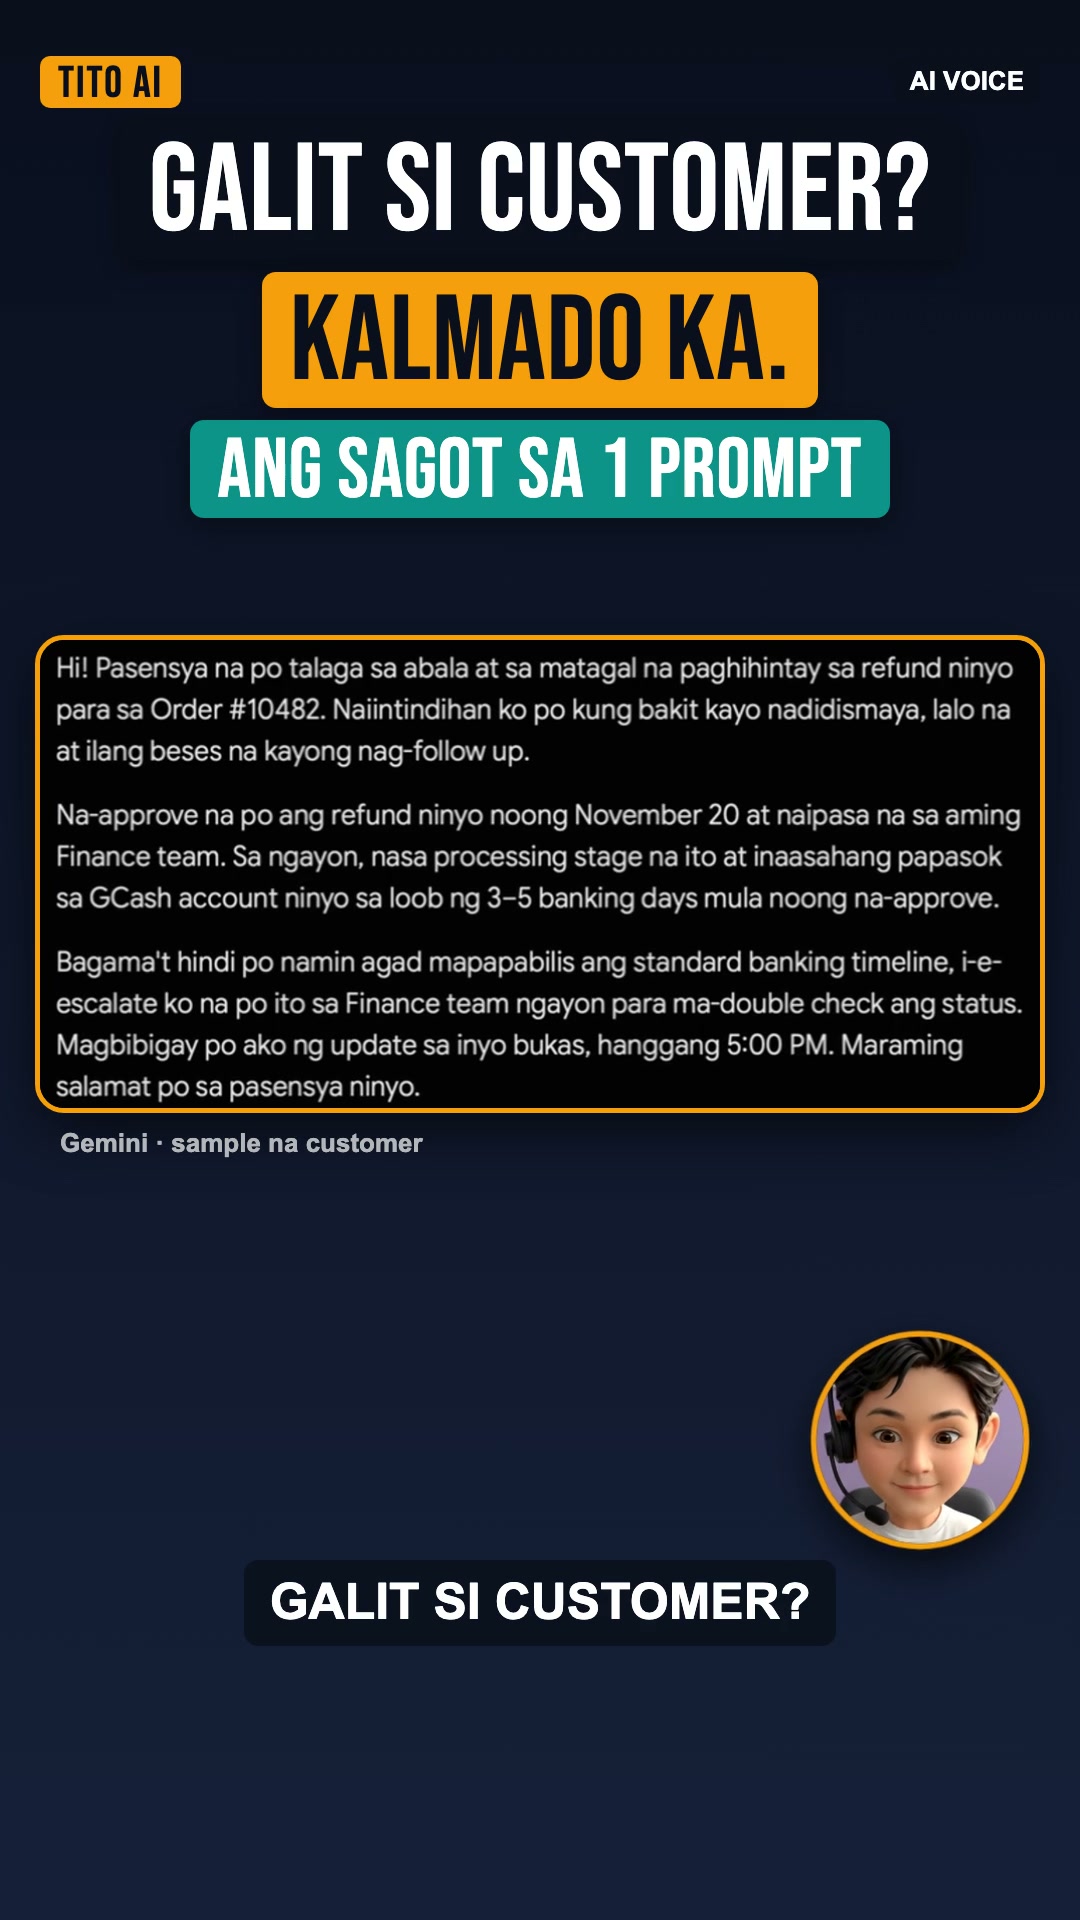 TITO AI
AI VOICE
GALIT SI CUSTOMER?
KALMADO KA.
ANG SAGOT SA 1 PROMPT
Hi! Pasensya na po talaga sa abala at sa matagal na paghihintay sa refund ninyo
para sa Order #10482. Naiintindihan ko po kung bakit kayo nadidismaya, lalo na
at ilang beses na kayong nag-follow up.
Na-approve na po ang refund ninyo noong November 20 at naipasa na sa aming
Finance team. Sa ngayon, nasa processing stage na ito at inaasahang papasok
sa GCash account ninyo sa loob ng 3–5 banking days mula noong na-approve.
Bagama't hindi po namin agad mapapabilis ang standard banking timeline, i-e-
escalate ko na po ito sa Finance team ngayon para ma-double check ang status.
Magbibigay po ako ng update sa inyo bukas, hanggang 5:00 PM. Maraming
salamat po sa pasensya ninyo.
Gemini · sample na customer
GALIT SI CUSTOMER?